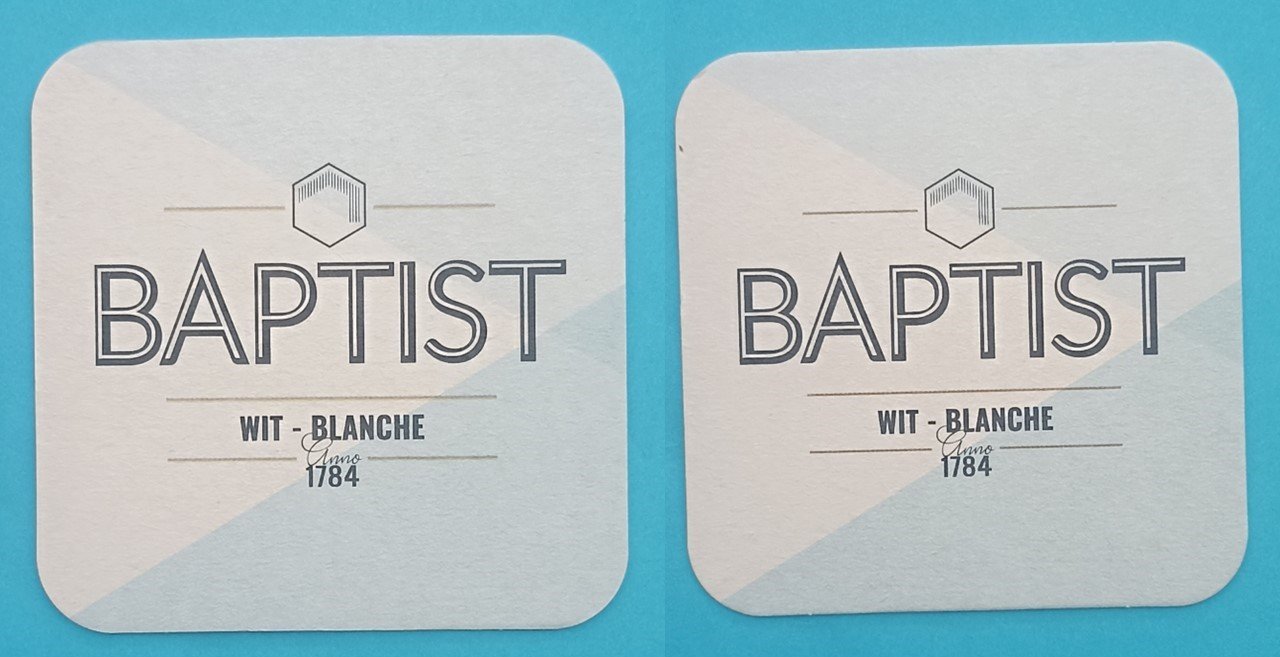 BAPTIST
WIT - BLANCHE
Anno
1784
BAPTIST
WIT - BLANCHE
Anno
1784